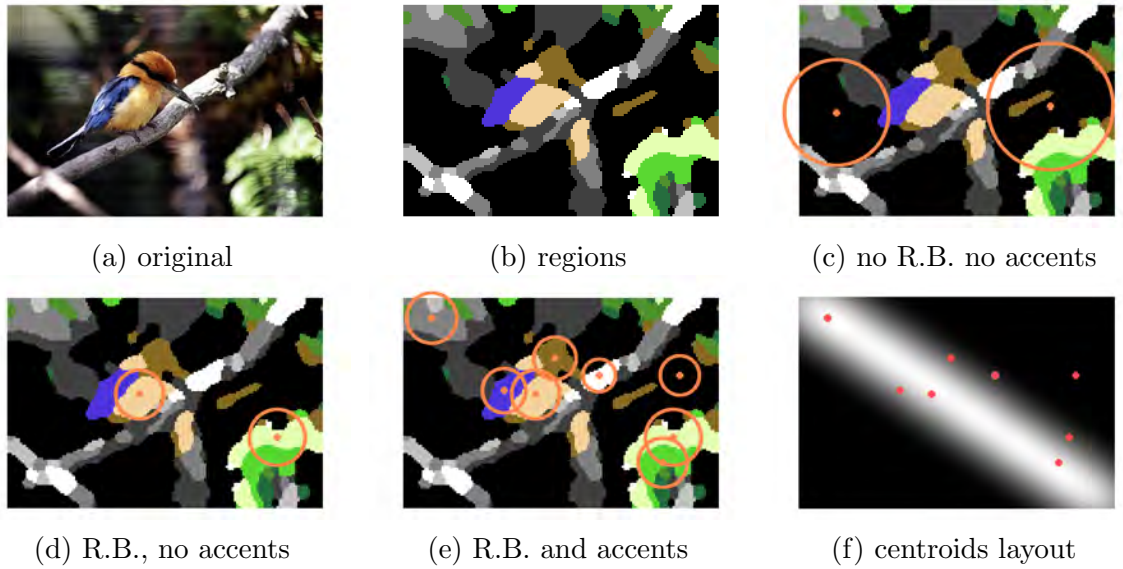 (a) original
(b) regions
(c) no R.B. no accents
(d) R.B., no accents
(e) R.B. and accents
(f) centroids layout